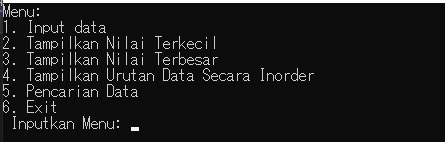 Menu:
1. Input data
2. Tampilkan Nilai Terkecil
3. Tampilkan Nilai Terbesar
4. Tampilkan Urutan Data Secara Inorder
5. Pencarian Data
6. Exit
Inputkan Menu: